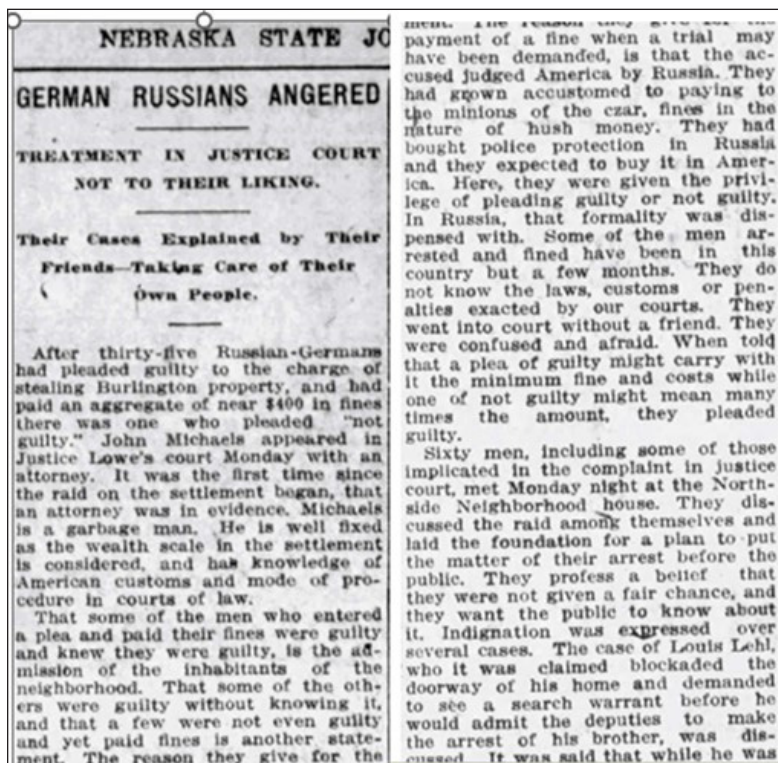 NEBRASKA STATE JO
GERMAN RUSSIANS ANGERED
TREATMENT IN JUSTICE COURT
NOT TO THEIR LIKING.
Their Cases Explained by Their
Friends—Taking Care of Their
Own People.
After thirty-five Russian-Germans
had pleaded guilty to the charge of
stealing Burlington property, and had
paid an aggregate of near $400 in fines
there was one who pleaded "not
guilty." John Michaels appeared in
Justice Lowe's court Monday with an
attorney. It was the first time since
the raid on the settlement began, that
an attorney was in evidence. Michaels
is a garbage man. He is well fixed
as the wealth scale in the settlement
is considered, and has knowledge of
American customs and mode of pro-
cedure in courts of law.
That some of the men who entered
a plea and paid their fines were guilty
and knew they were guilty, is the ad-
mission of the inhabitants of the
neighborhood. That some of the oth-
ers were guilty without knowing it,
and that a few were not even guilty
and yet paid fines is another state-
ment. The reason they give for the
ment. The reason they give for the
payment of a fine when a trial may
have been demanded, is that the ac-
cused judged America by Russia. They
had grown accustomed to paying to
the minions of the czar, fines in the
nature of hush money. They had
bought police protection in Russia
and they expected to buy it in Amer-
ica. Here, they were given the privi-
lege of pleading guilty or not guilty.
In Russia, that formality was dis-
pensed with. Some of the men ar-
rested and fined have been in this
country but a few months. They do
not know the laws, customs or pen-
alties exacted by our courts. They
went into court without a friend. They
were confused and afraid. When told
that a plea of guilty might carry with
it the minimum fine and costs while
one of not guilty might mean many
times the amount, they pleaded
guilty.
Sixty men, including some of those
implicated in the complaint in justice
court, met Monday night at the North-
side Neighborhood house. They dis-
cussed the raid among themselves and
laid the foundation for a plan to put
the matter of their arrest before the
public. They profess a belief that
they were not given a fair chance, and
they want the public to know about
it. Indignation was expressed over
several cases. The case of Louis Lehl,
who it was claimed blockaded the
doorway of his home and demanded
to see a search warrant before he
would admit the deputies to make
the arrest of his brother, was dis-
cussed. It was said that while he was